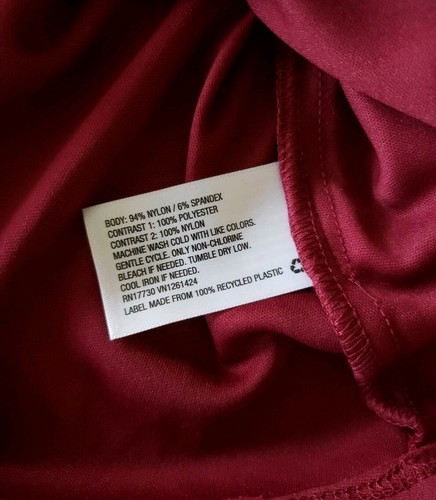 BODY: 94% NYLON / 6% SPANDEX
CONTRAST 1: 100% POLYESTER
CONTRAST 2: 100% NYLON
MACHINE WASH COLD WITH LIKE COLORS.
GENTLE CYCLE. ONLY NON-CHLORINE
BLEACH IF NEEDED. TUMBLE DRY LOW.
COOL IRON IF NEEDED.
RN17730 VN1261424
LABEL MADE FROM 100% RECYCLED PLASTIC